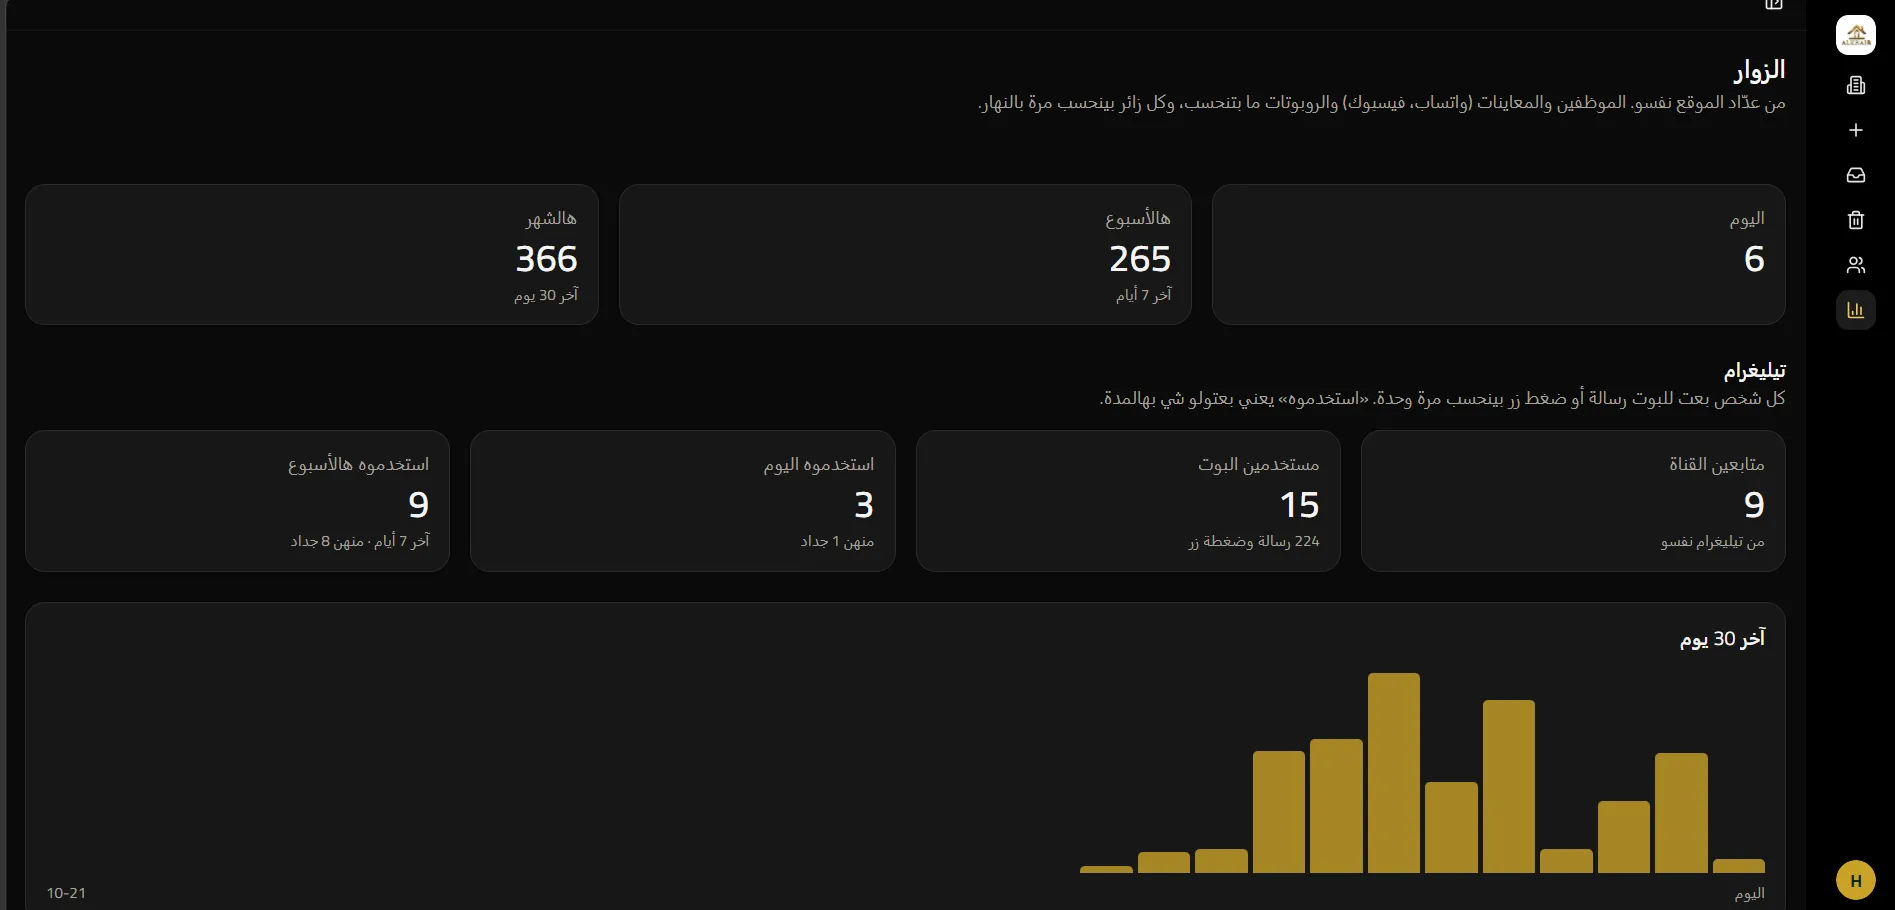 الزوار
من عدّاد الموقع نفسو. الموظفين والمعاينات (واتساب، فيسبوك) والروبوتات ما بتنحسب، وكل زائر بينحسب مرة بالنهار.
اليوم
6
هالأسبوع
265
آخر 7 أيام
هالشهر
366
آخر 30 يوم
تيليغرام
كل شخص بعت للبوت رسالة أو ضغط زر بينحسب مرة وحدة. «استخدموه» يعني بعتولو شي بهالمدة.
متابعين القناة
9
من تيليغرام نفسو
مستخدمين البوت
15
224 رسالة وضغطة زر
استخدموه اليوم
3
منهن 1 جداد
استخدموه هالأسبوع
9
آخر 7 أيام · منهن 8 جداد
آخر 30 يوم
اليوم
10-21
ALKHAIR
H